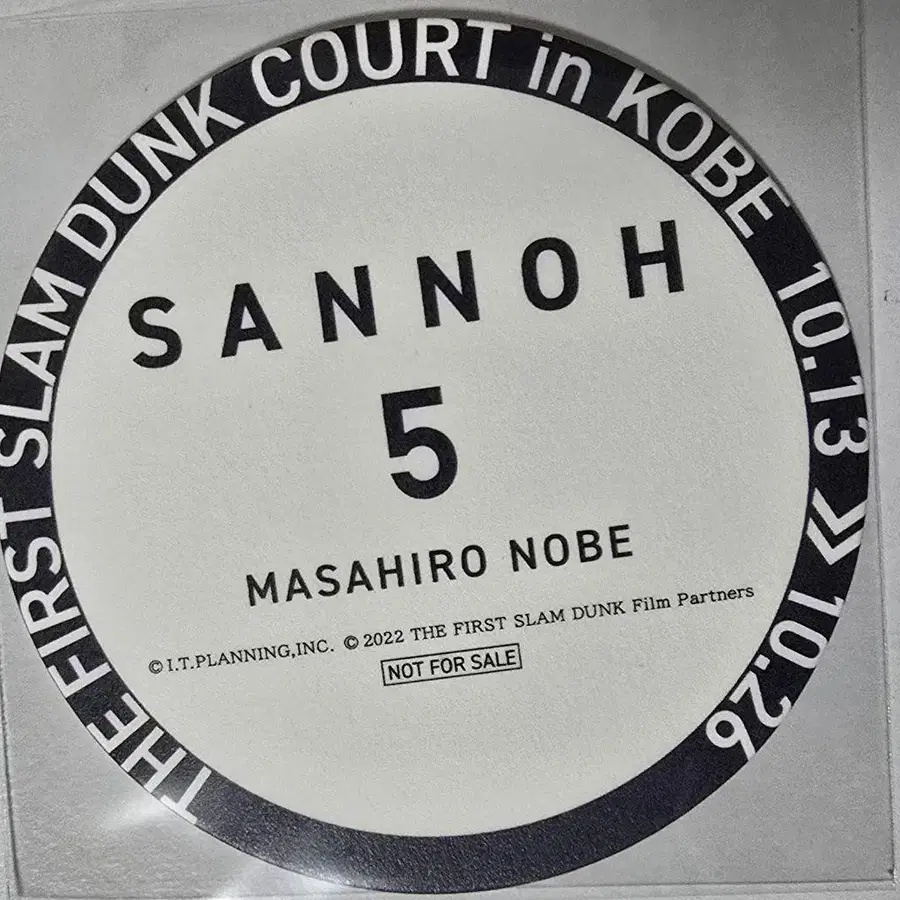 THE FIRST SLAM DUNK COURT in KOBE 10.13 >> 10.26
SANNOH
5
MASAHIRO NOBE
© I.T.PLANNING,INC. © 2022 THE FIRST SLAM DUNK Film Partners
NOT FOR SALE